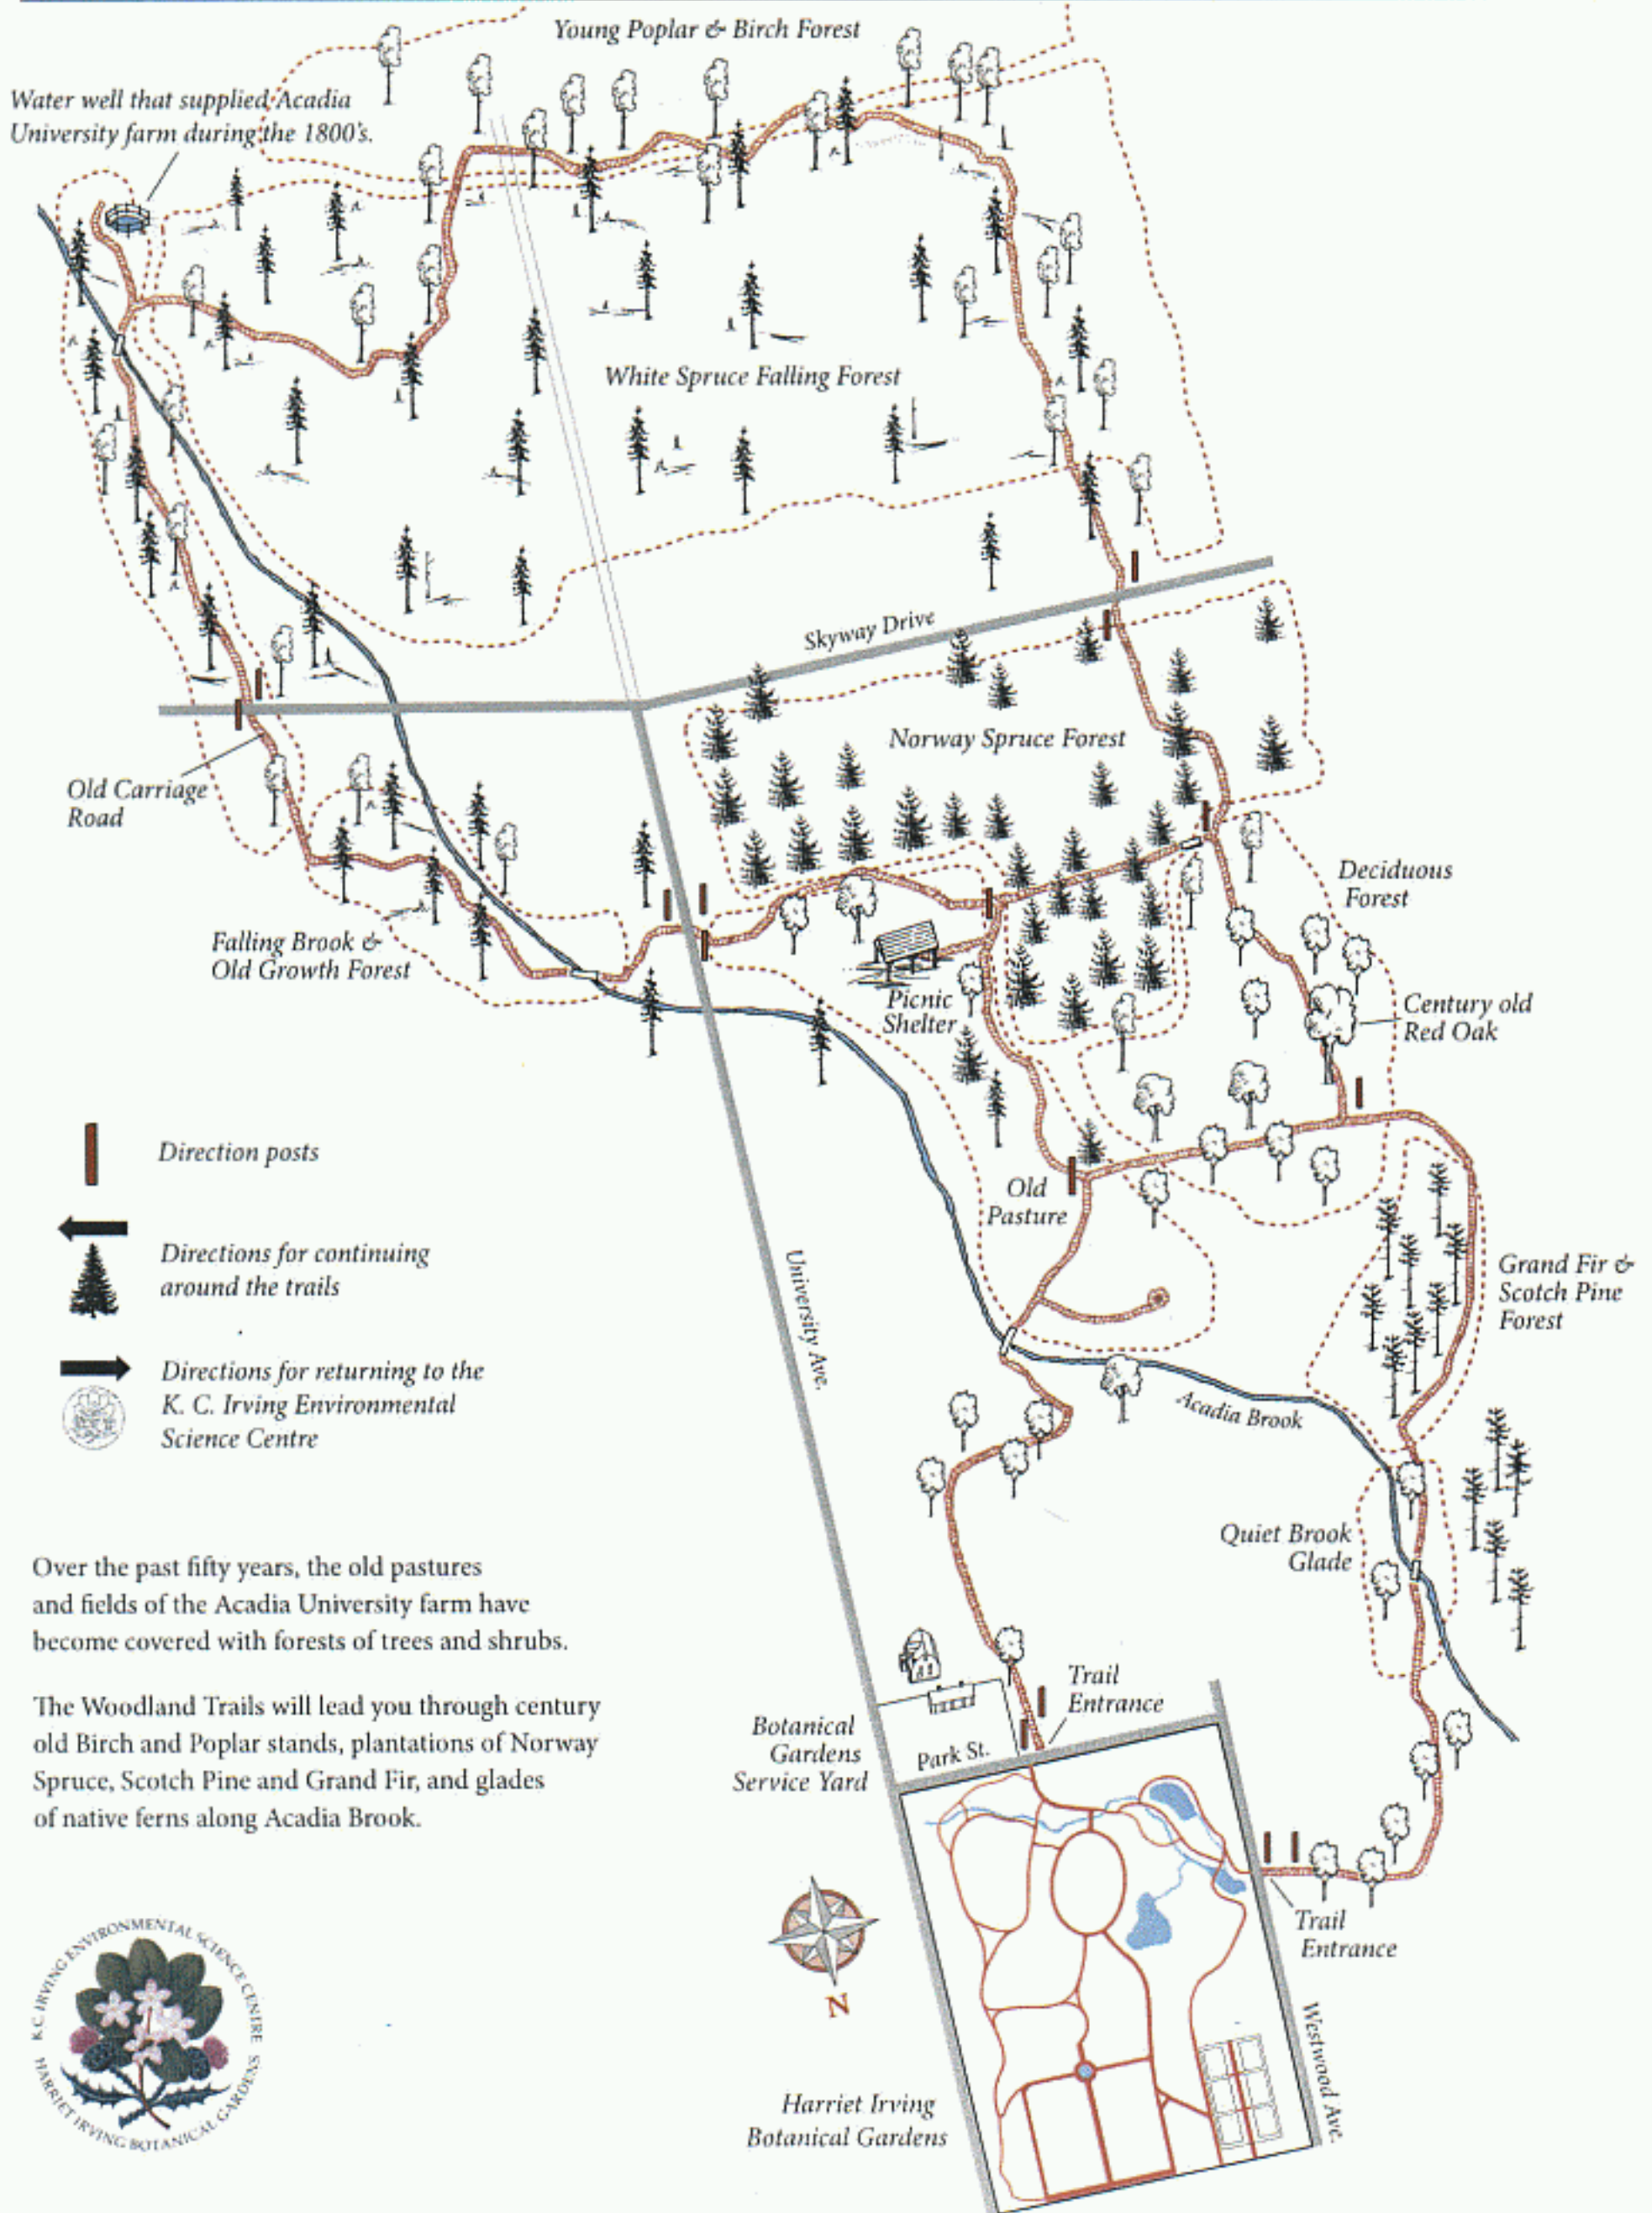 Young Poplar & Birch Forest
Water well that supplied Acadia
University farm during the 1800's.
White Spruce Falling Forest
Skyway Drive
Norway Spruce Forest
Old Carriage
Road
Deciduous
Forest
Falling Brook &
Old Growth Forest
Picnic
Shelter
Century old
Red Oak
Direction posts
Old
Pasture
Directions for continuing
around the trails
University Ave.
Grand Fir &
Scotch Pine
Forest
Directions for returning to the
K. C. Irving Environmental
Science Centre
Acadia Brook
Quiet Brook
Glade
Over the past fifty years, the old pastures
and fields of the Acadia University farm have
become covered with forests of trees and shrubs.
The Woodland Trails will lead you through century
old Birch and Poplar stands, plantations of Norway
Spruce, Scotch Pine and Grand Fir, and glades
of native ferns along Acadia Brook.
Trail
Entrance
Botanical
Gardens
Service Yard
Park St.
Trail
Entrance
N
Westwood Ave.
Harriet Irving
Botanical Gardens
K.C. IRVING ENVIRONMENTAL SCIENCE CENTRE
HARRIET IRVING BOTANICAL GARDENS